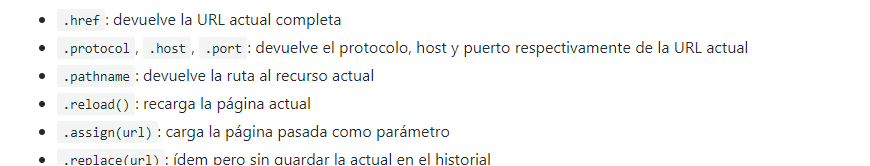 • .href : devuelve la URL actual completa
• .protocol , .host , .port : devuelve el protocolo, host y puerto respectivamente de la URL actual
• .pathname : devuelve la ruta al recurso actual
• .reload() : recarga la página actual
• .assign(url) : carga la página pasada como parámetro
• .replace(url) : ídem pero sin guardar la actual en el historial